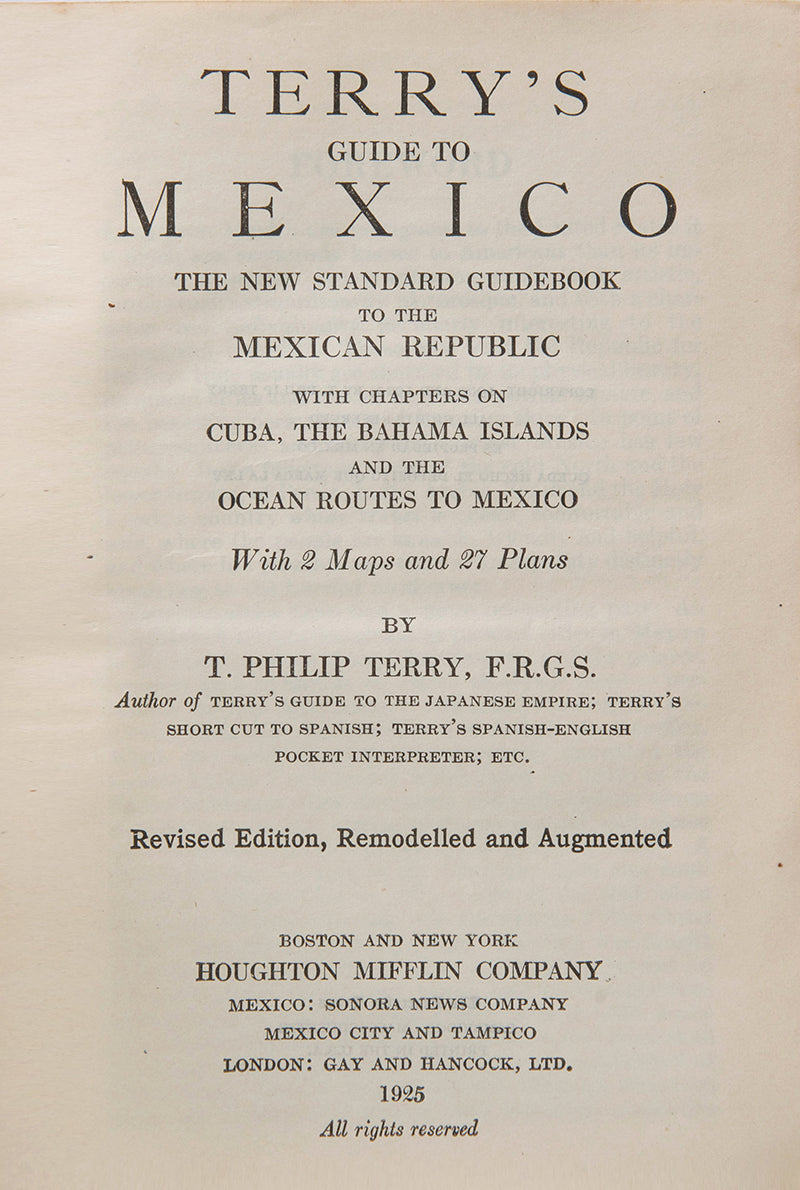 TERRY'S
GUIDE TO
MEXICO
THE NEW STANDARD GUIDEBOOK
TO THE
MEXICAN REPUBLIC
WITH CHAPTERS ON
CUBA, THE BAHAMA ISLANDS
AND THE
OCEAN ROUTES TO MEXICO
With 2 Maps and 27 Plans
BY
T. PHILIP TERRY, F.R.G.S.
Author of TERRY'S GUIDE TO THE JAPANESE EMPIRE; TERRY'S
SHORT CUT TO SPANISH; TERRY'S SPANISH-ENGLISH
POCKET INTERPRETER; ETC.
Revised Edition, Remodelled and Augmented
BOSTON AND NEW YORK
HOUGHTON MIFFLIN COMPANY
MEXICO: SONORA NEWS COMPANY
MEXICO CITY AND TAMPICO
LONDON: GAY AND HANCOCK, LTD.
1925
All rights reserved